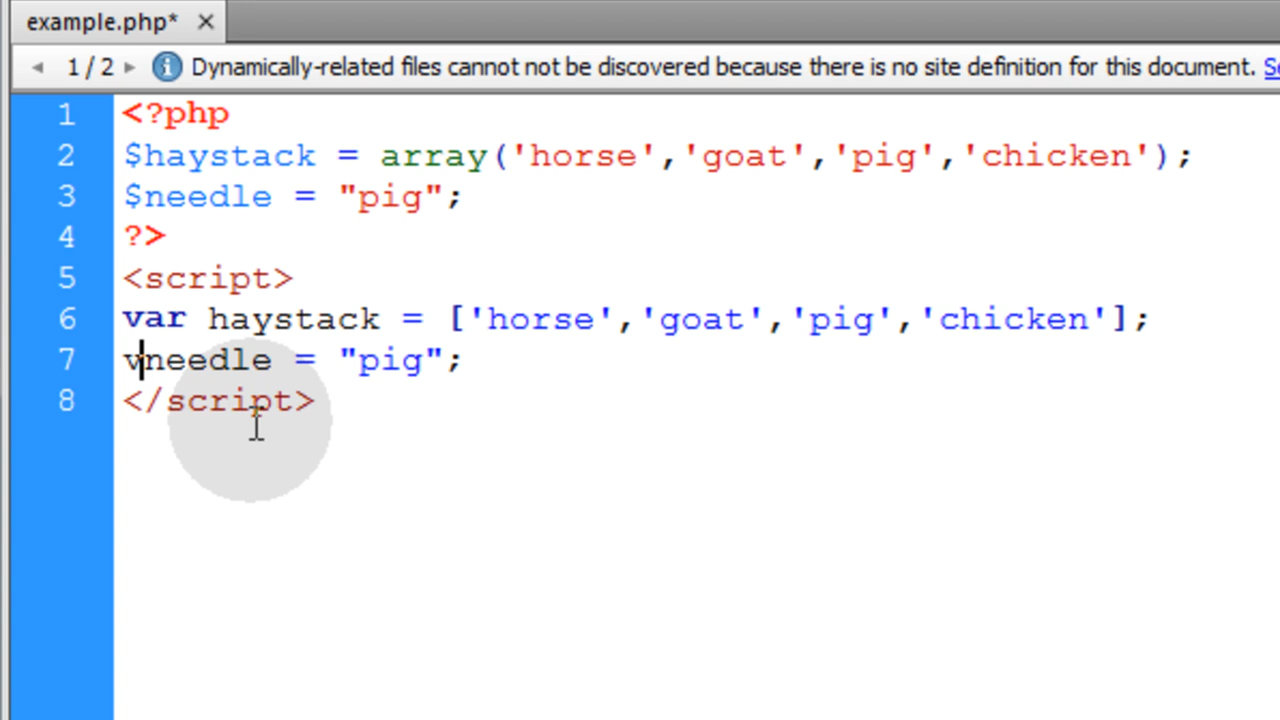 example.php* ×
1 / 2 Dynamically-related files cannot not be discovered because there is no site definition for this document.
1 <?php
2 $haystack = array('horse','goat','pig','chicken');
3 $needle = "pig";
4 ?>
5 <script>
6 var haystack = ['horse','goat','pig','chicken'];
7 vneedle = "pig";
8 </script>